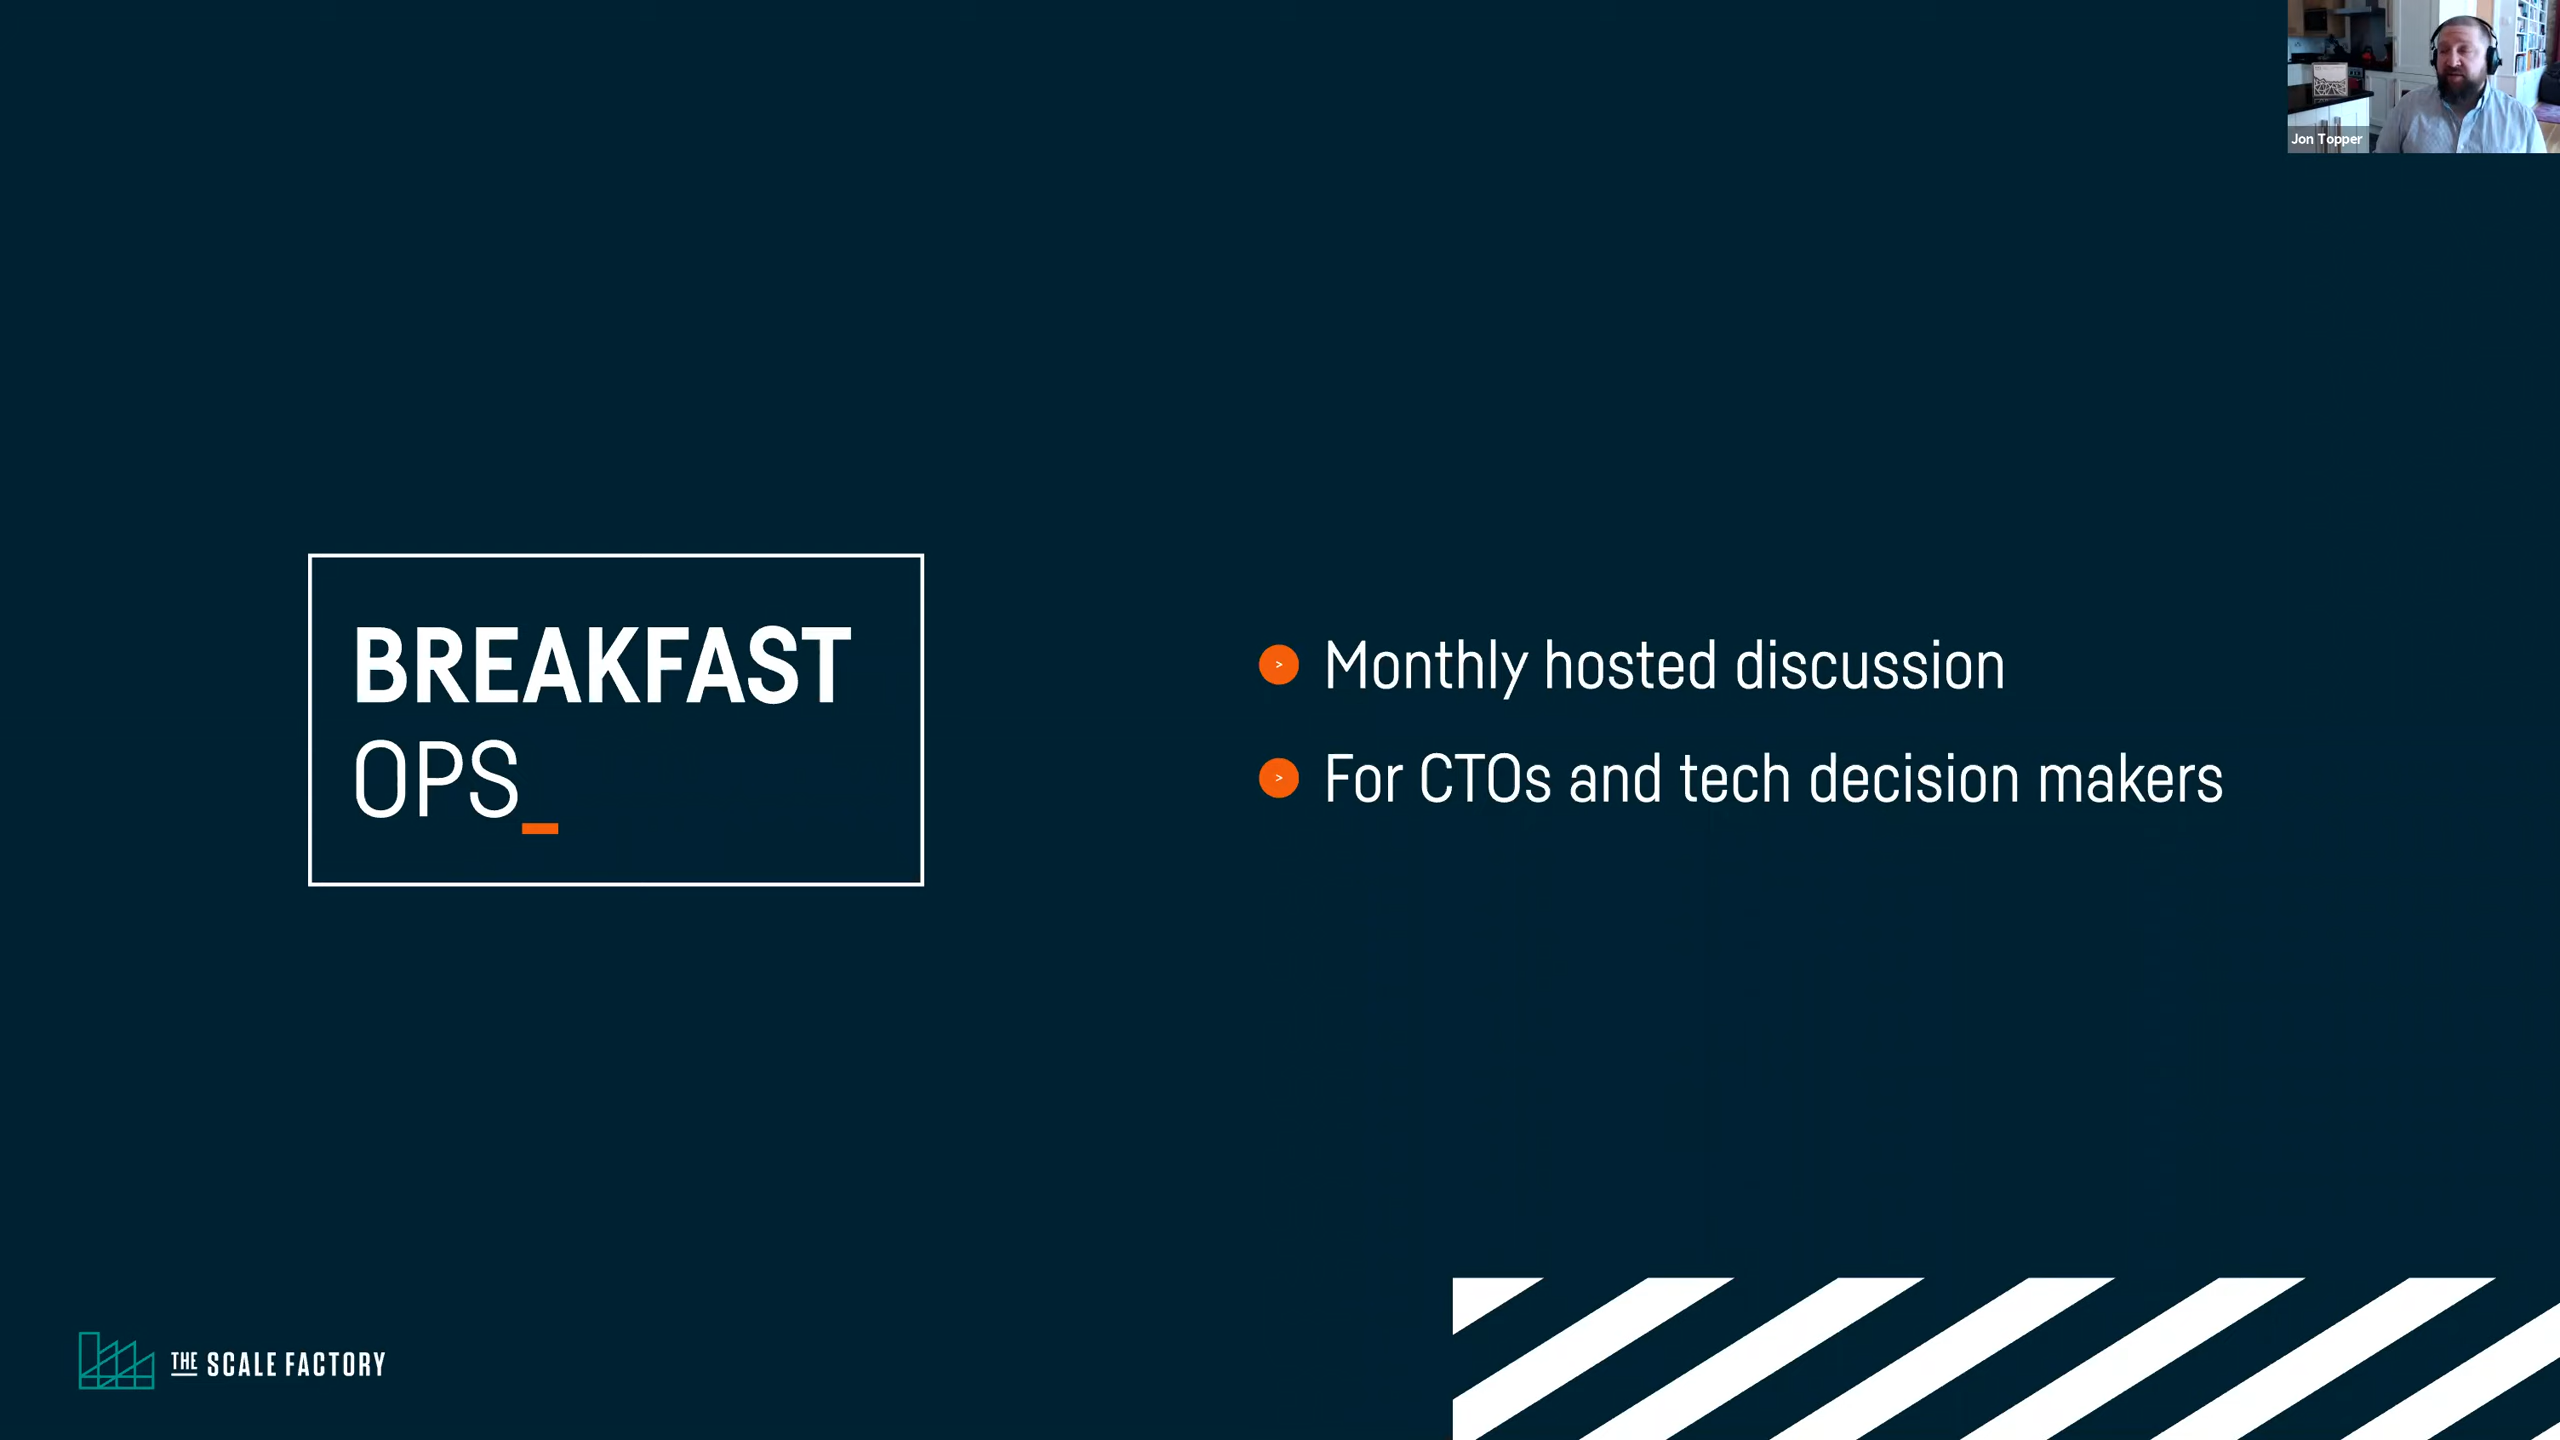 Jon Topper
BREAKFAST
OPS_
> Monthly hosted discussion
> For CTOs and tech decision makers
THE SCALE FACTORY